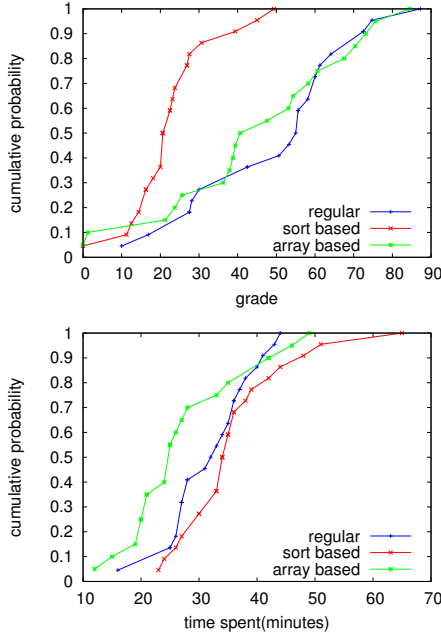 1
0.9
0.8
0.7
0.6
0.5
0.4
0.3
0.2
0.1
0
cumulative probability
regular
sort based
array based
0 10 20 30 40 50 60 70 80 90
grade
1
0.9
0.8
0.7
0.6
0.5
0.4
0.3
0.2
0.1
0
cumulative probability
regular
sort based
array based
10 20 30 40 50 60 70
time spent(minutes)